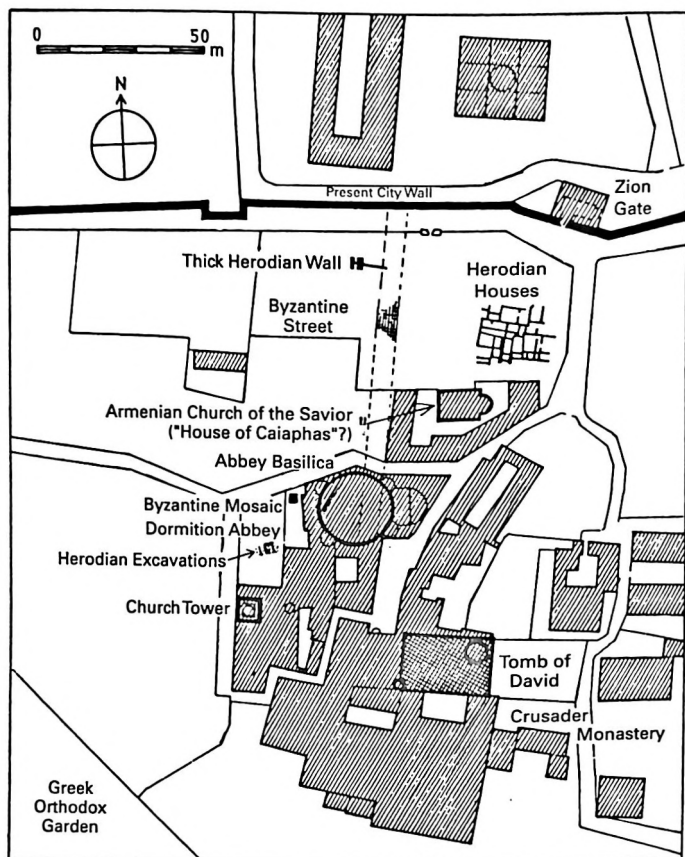 0 50
m
N
Present City Wall
Zion
Gate
Thick Herodian Wall
Herodian
Houses
Byzantine
Street
Armenian Church of the Savior
("House of Caiaphas"?)
Abbey Basilica
Byzantine Mosaic
Dormition Abbey
Herodian Excavations
Church Tower
Tomb of
David
Crusader
Monastery
Greek
Orthodox
Garden